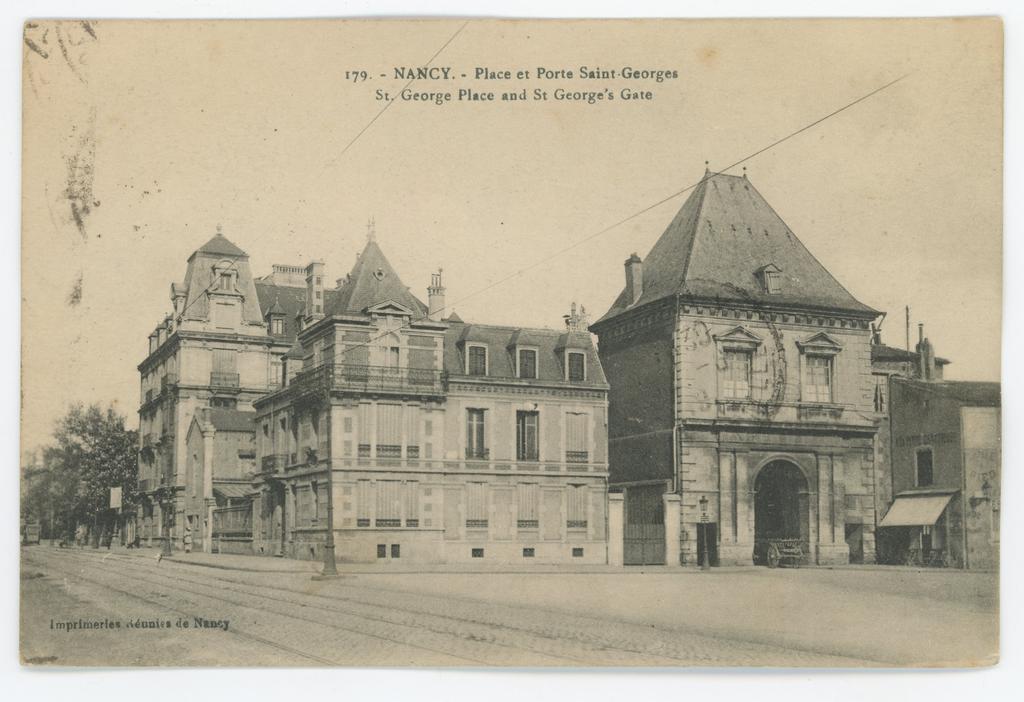 179. - NANCY. - Place et Porte Saint-Georges
St. George Place and St George's Gate
Imprimeries Réunies de Nancy